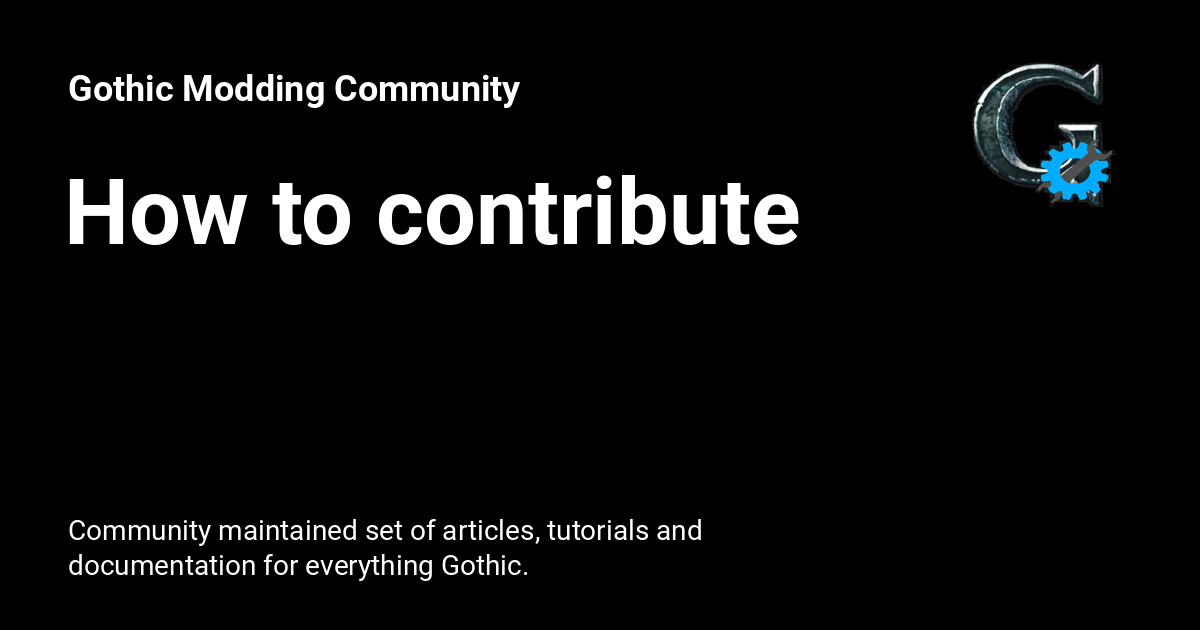 Gothic Modding Community
How to contribute
Community maintained set of articles, tutorials and
documentation for everything Gothic.
G